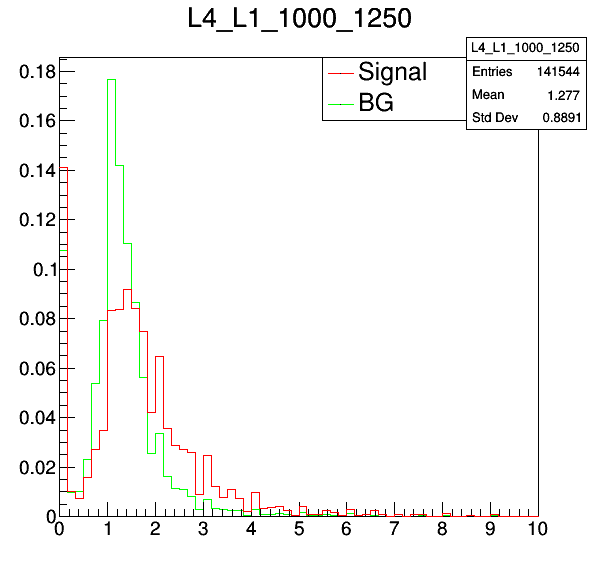 L4_L1_1000_1250
L4_L1_1000_1250
Entries 141544
Mean 1.277
Std Dev 0.8891
Signal
BG
0.18
0.16
0.14
0.12
0.1
0.08
0.06
0.04
0.02
0
0 1 2 3 4 5 6 7 8 9 10